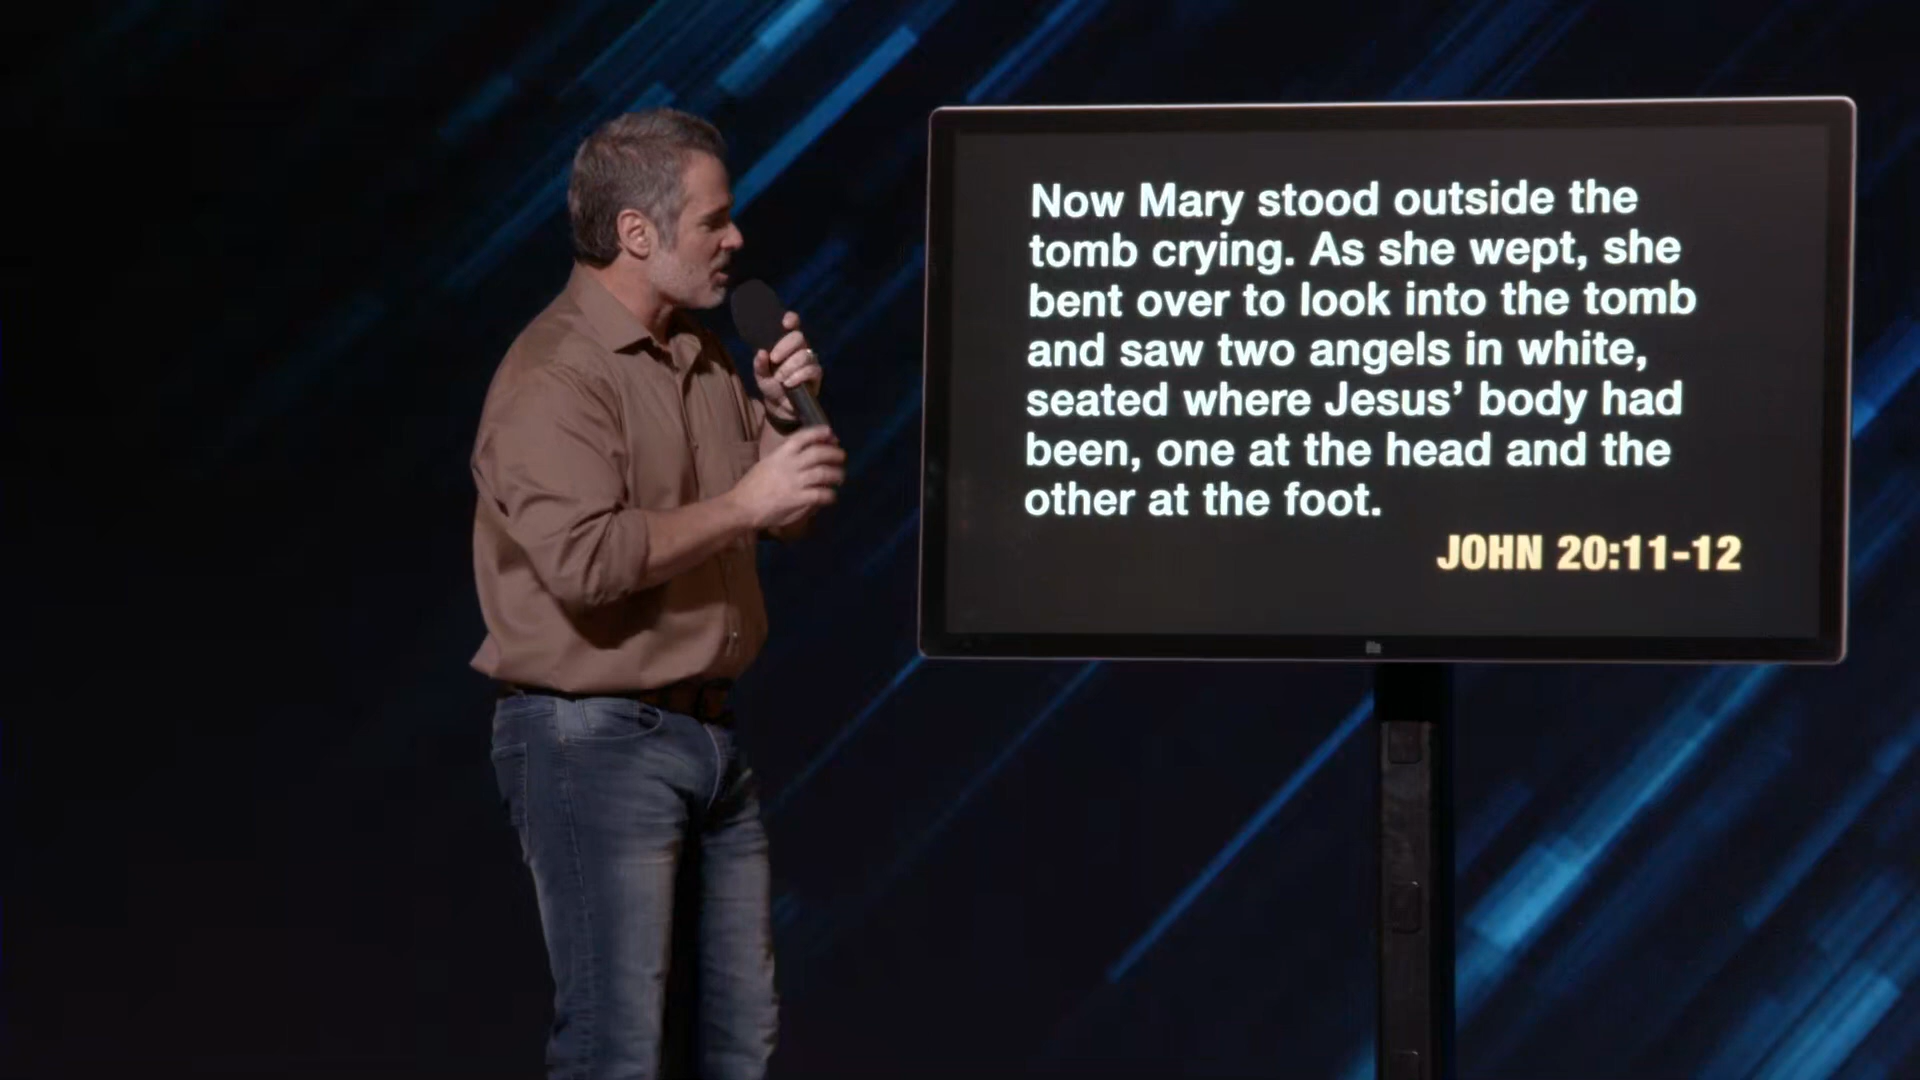 Now Mary stood outside the
tomb crying. As she wept, she
bent over to look into the tomb
and saw two angels in white,
seated where Jesus’ body had
been, one at the head and the
other at the foot.
JOHN 20:11-12